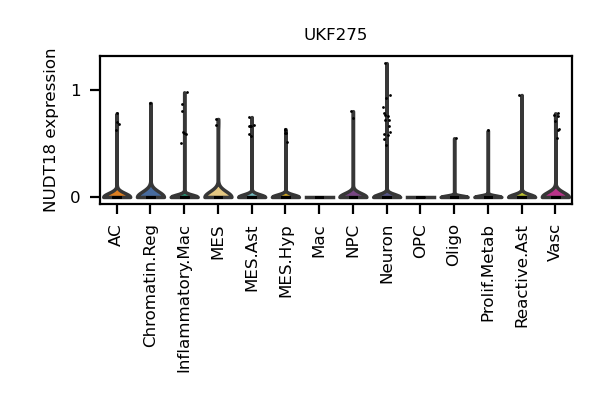 UKF275
NUDT18 expression
1
0
AC
Chromatin.Reg
Inflammatory.Mac
MES
MES.Ast
MES.Hyp
Mac
NPC
Neuron
OPC
Oligo
Prolif.Metab
Reactive.Ast
Vasc